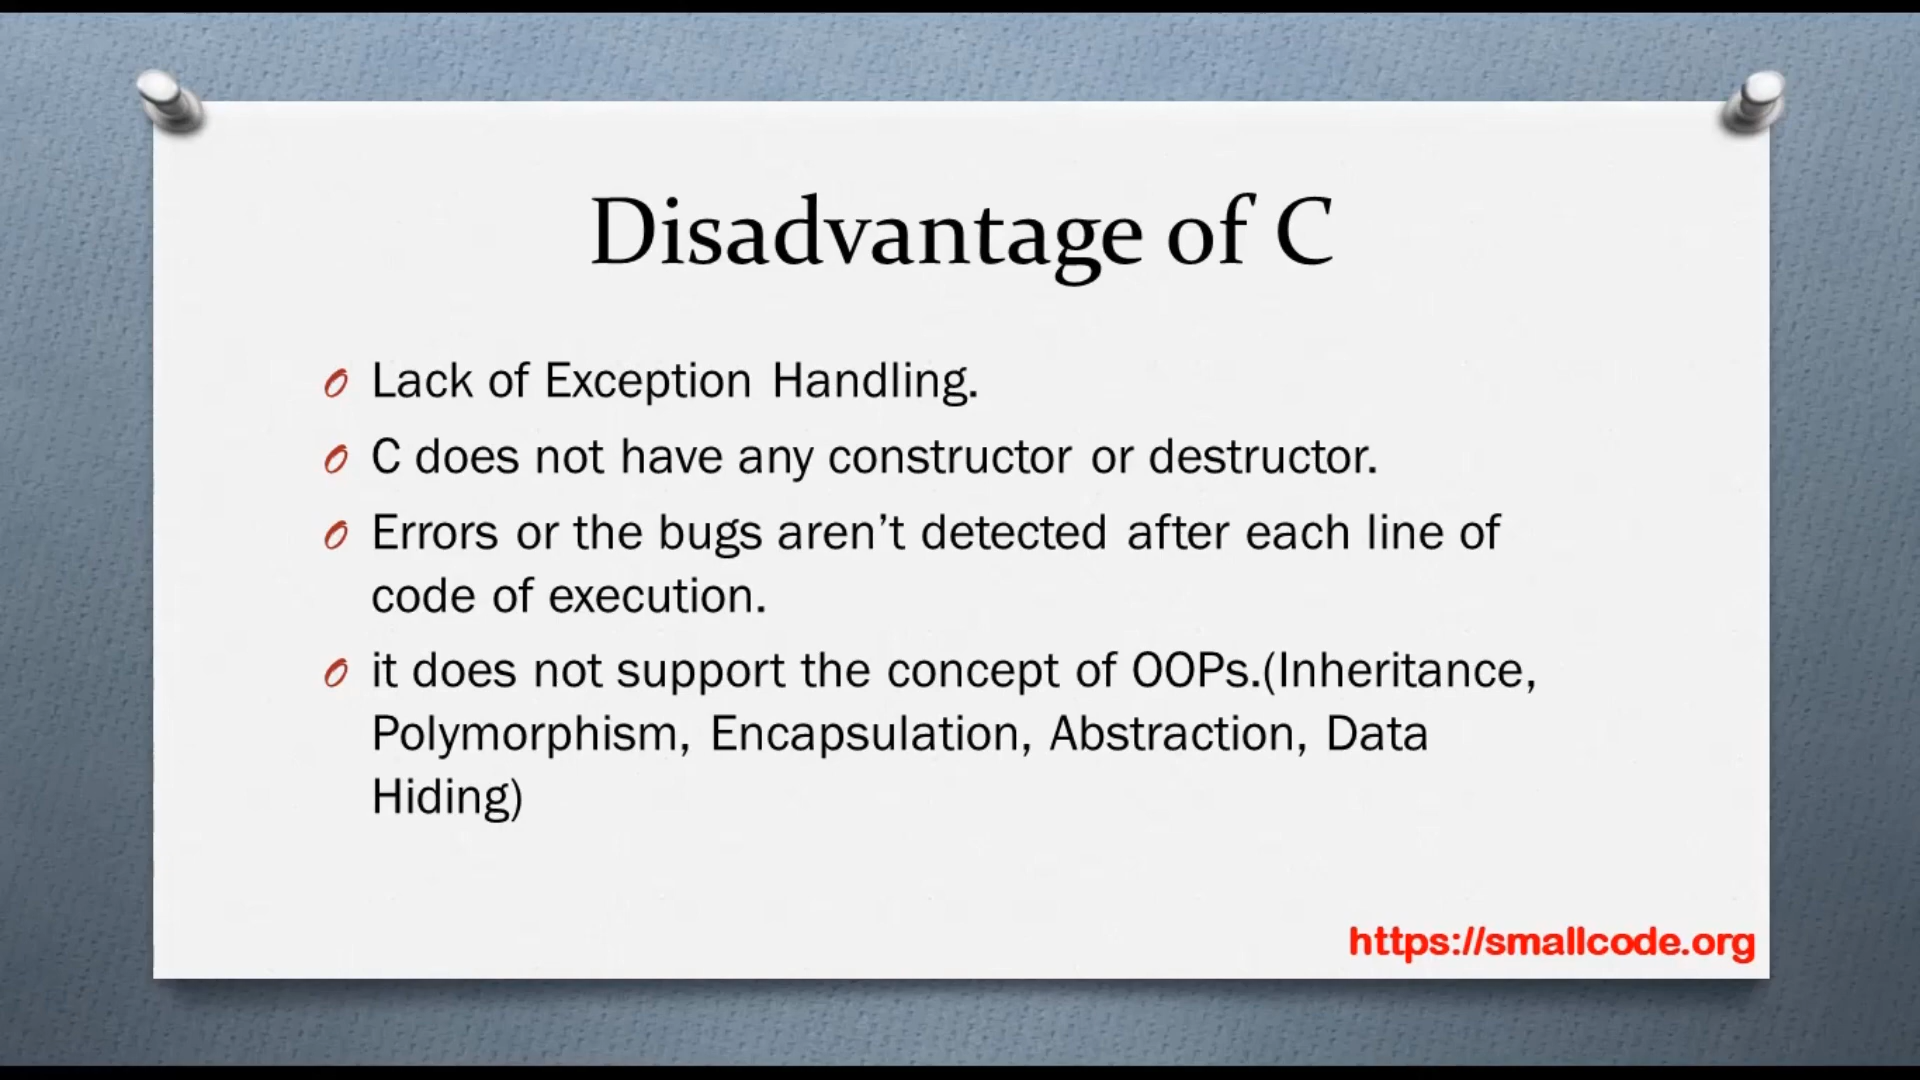 Disadvantage of C
Lack of Exception Handling.
C does not have any constructor or destructor.
Errors or the bugs aren’t detected after each line of
code of execution.
it does not support the concept of OOPs.(Inheritance,
Polymorphism, Encapsulation, Abstraction, Data
Hiding)
https://smallcode.org